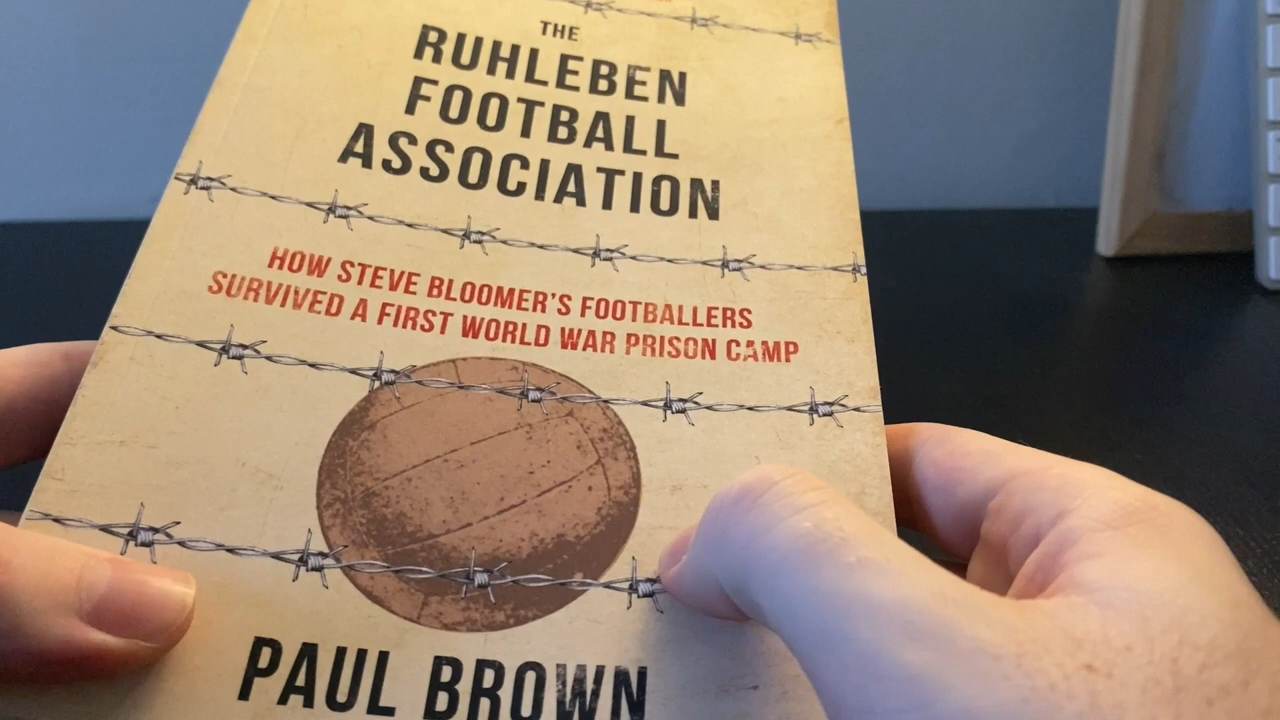 THE
RUHLEBEN
FOOTBALL
ASSOCIATION
HOW STEVE BLOOMER'S FOOTBALLERS
SURVIVED A FIRST WORLD WAR PRISON CAMP
PAUL BROWN